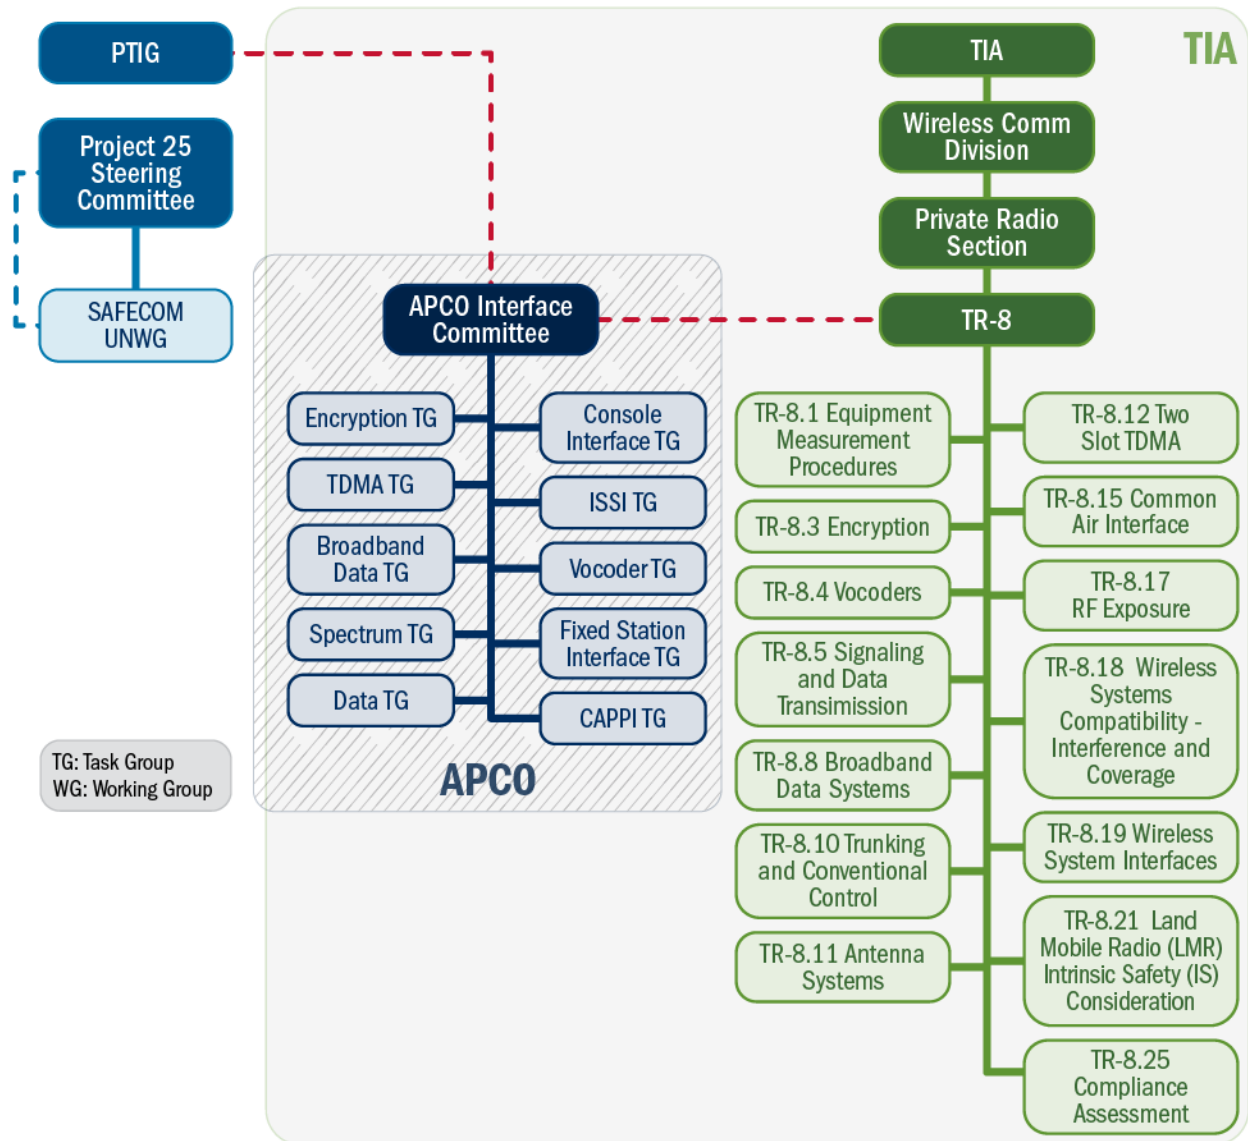 PTIG
Project 25
Steering
Committee
SAFECOM
UNWG
TG: Task Group
WG: Working Group
APCO Interface
Committee
Encryption TG
TDMA TG
Broadband
Data TG
Spectrum TG
Data TG
Console
Interface TG
ISSI TG
Vocoder TG
Fixed Station
Interface TG
CAPPI TG
APCO
TIA
TIA
Wireless Comm
Division
Private Radio
Section
TR-8
TR-8.1 Equipment
Measurement
Procedures
TR-8.3 Encryption
TR-8.4 Vocoders
TR-8.5 Signaling
and Data
Transimission
TR-8.8 Broadband
Data Systems
TR-8.10 Trunking
and Conventional
Control
TR-8.11 Antenna
Systems
TR-8.12 Two
Slot TDMA
TR-8.15 Common
Air Interface
TR-8.17
RF Exposure
TR-8.18 Wireless
Systems
Compatibility -
Interference and
Coverage
TR-8.19 Wireless
System Interfaces
TR-8.21 Land
Mobile Radio (LMR)
Intrinsic Safety (IS)
Consideration
TR-8.25
Compliance
Assessment